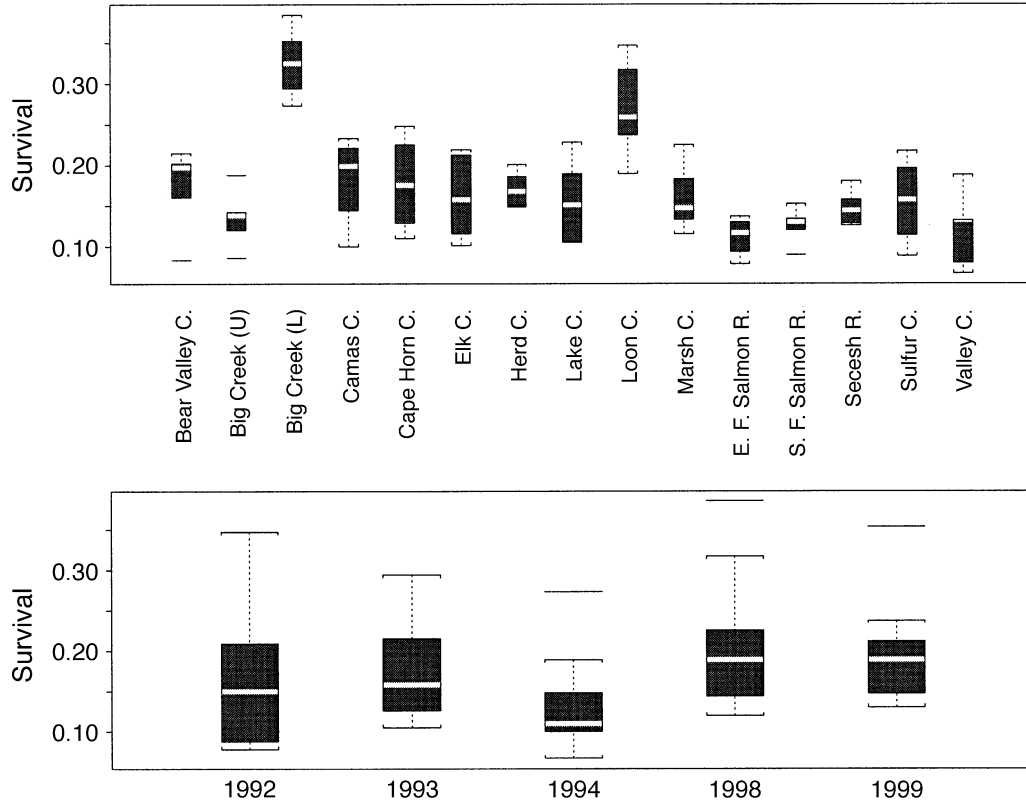 Survival
0.30
0.20
0.10
Bear Valley C.
Big Creek (U)
Big Creek (L)
Camas C.
Cape Horn C.
Elk C.
Herd C.
Lake C.
Loon C.
Marsh C.
E. F. Salmon R.
S. F. Salmon R.
Secesh R.
Sulfur C.
Valley C.
Survival
0.30
0.20
0.10
1992
1993
1994
1998
1999